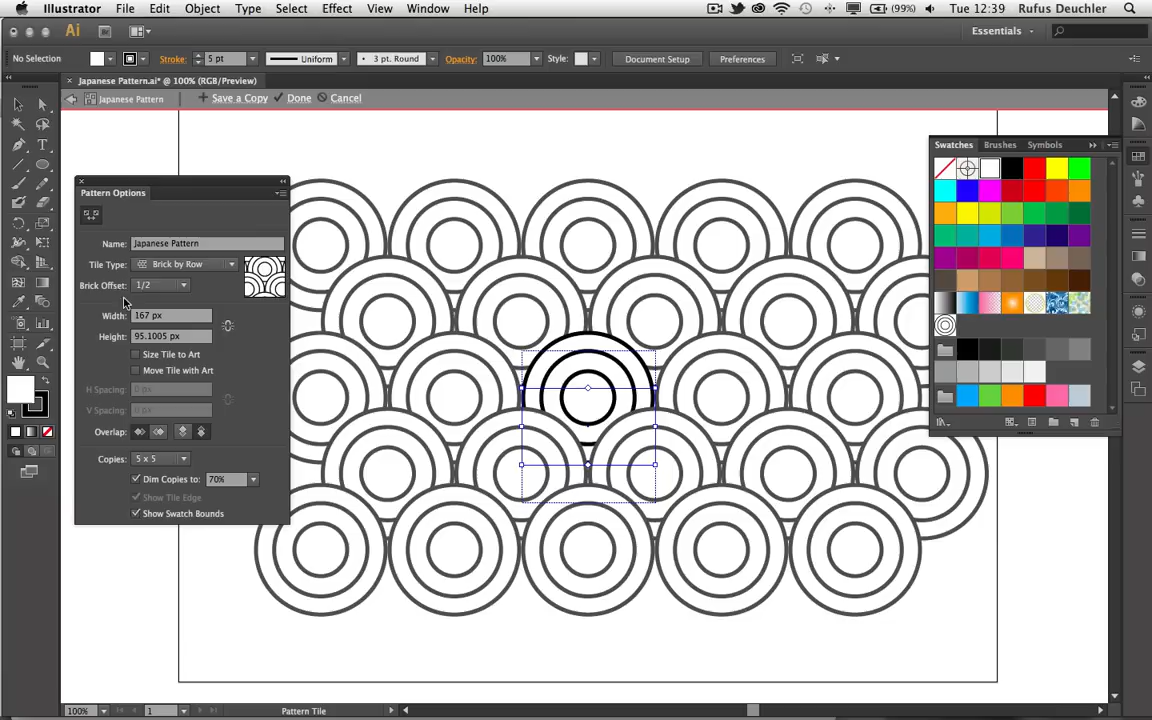 Illustrator File Edit Object Type Select Effect View Window Help (99%) Tue 12:39 Rufus Deuchler
Ai Essentials
No Selection Stroke: 5 pt Uniform 3 pt. Round Opacity: 100% Style: Document Setup Preferences
× Japanese Pattern.ai* @ 100% (RGB/Preview)
Japanese Pattern + Save a Copy ✓ Done Cancel
Swatches Brushes Symbols
Pattern Options
Name: Japanese Pattern
Tile Type: Brick by Row
Brick Offset: 1/2
Width: 167 px
Height: 95.1005 px
Size Tile to Art
Move Tile with Art
H Spacing: 0 px
V Spacing: 0 px
Overlap:
Copies: 5 x 5
Dim Copies to: 70%
Show Tile Edge
Show Swatch Bounds
100% 1 Pattern Tile